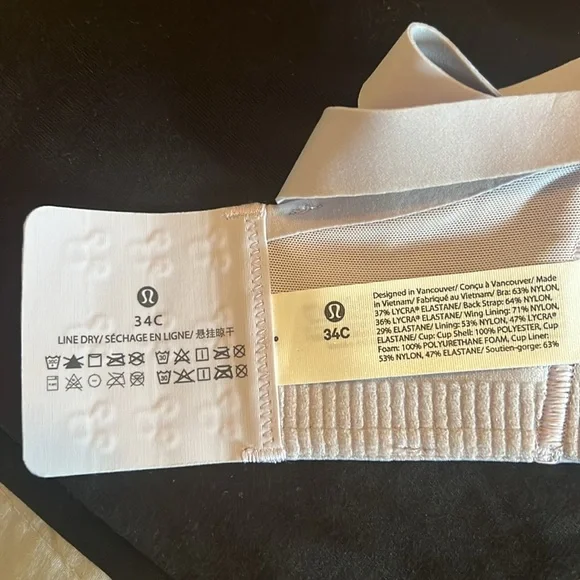 34C
LINE DRY/ SÉCHAGE EN LIGNE/ 悬挂晾干
34C
Designed in Vancouver/ Conçu à Vancouver/ Made
in Vietnam/ Fabriqué au Vietnam/ Bra: 63% NYLON,
37% LYCRA® ELASTANE/ Back Strap: 64% NYLON,
36% LYCRA® ELASTANE/ Wing Lining: 71% NYLON,
29% ELASTANE/ Lining: 53% NYLON, 47% LYCRA®
ELASTANE/ Cup: Cup Shell: 100% POLYESTER, Cup
Foam: 100% POLYURETHANE FOAM, Cup Liner:
53% NYLON, 47% ELASTANE/ Soutien-gorge: 63%